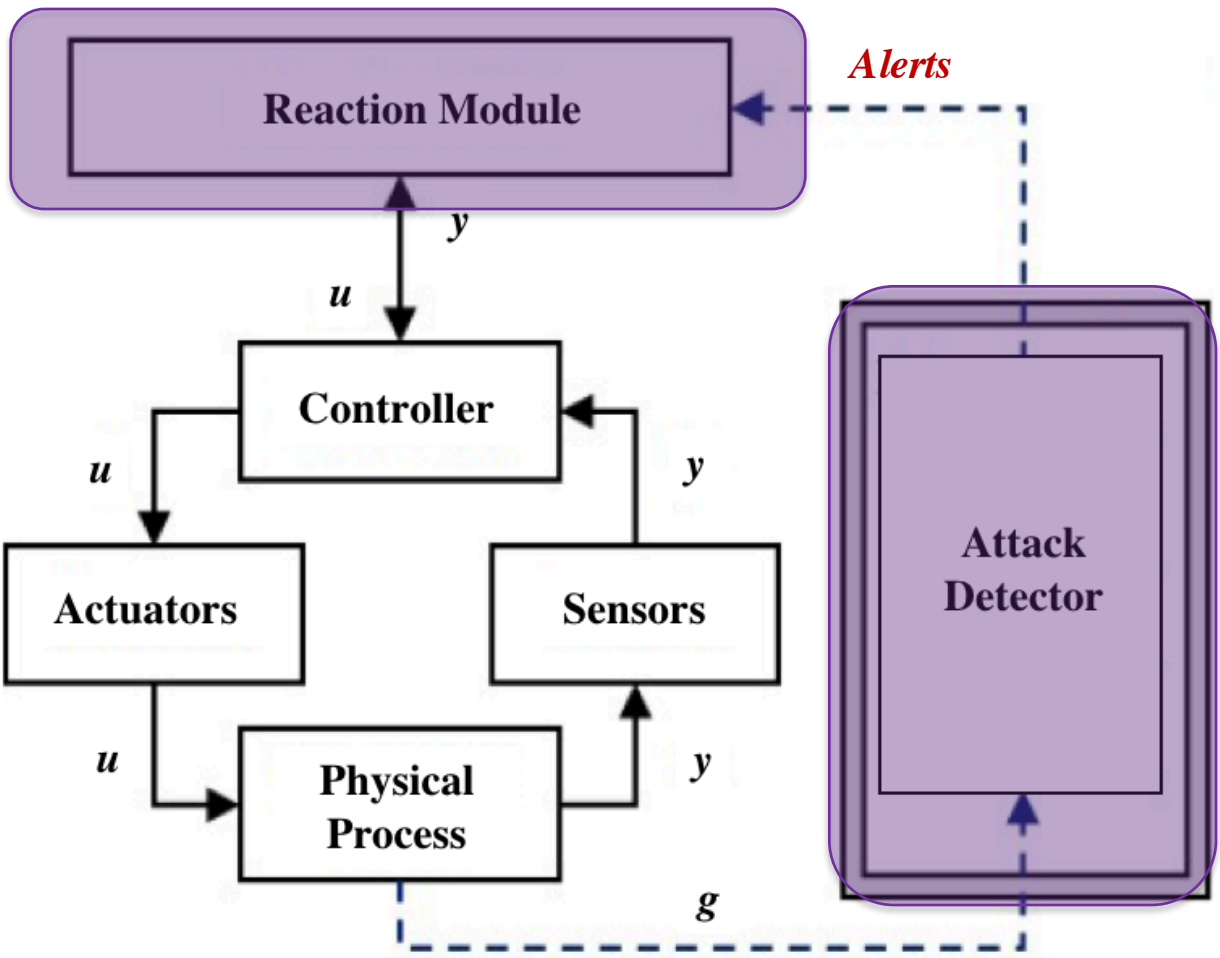 Alerts
Reaction Module
y
u
Controller
u
y
Attack
Detector
Actuators
Sensors
u
y
Physical
Process
g